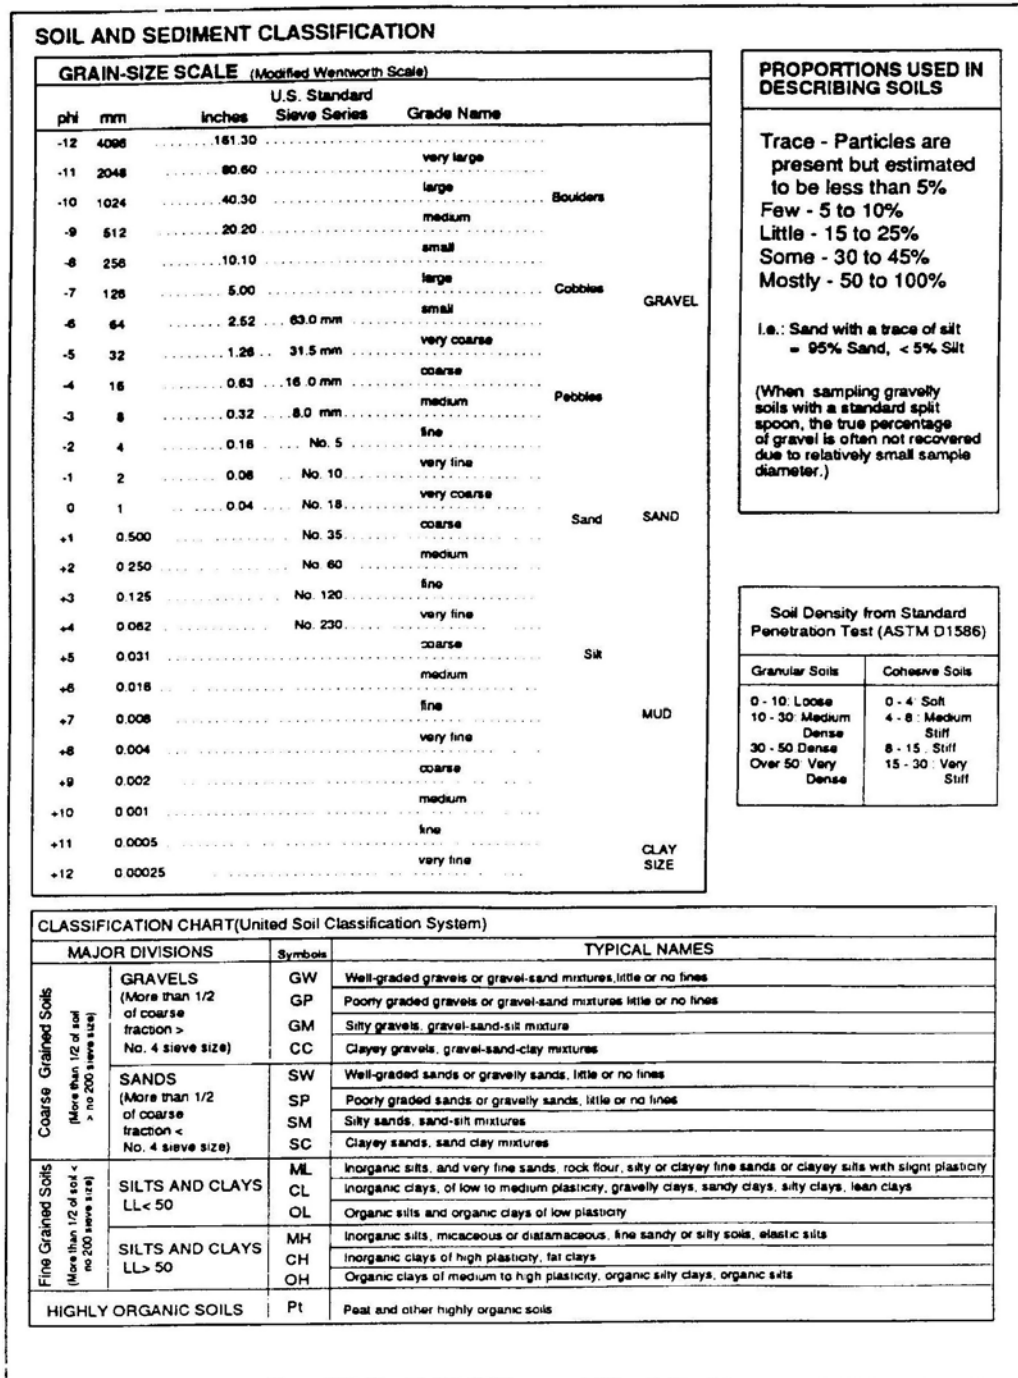 SOIL AND SEDIMENT CLASSIFICATION
GRAIN-SIZE SCALE (Modified Wentworth Scale)
U.S. Standard
phi mm inches Sieve Series Grade Name
-12 4096 ........161.30
very large
-11 2048 ........80.60
large
Boulders
-10 1024 ........40.30
medium
-9 512 ........20.20
small
-8 256 ........10.10
large
Cobbles
-7 128 ........5.00
GRAVEL
small
-6 64 ........2.52 ...63.0 mm
very coarse
-5 32 ........1.26 .. 31.5 mm
coarse
-4 16 ........0.63 ...16.0 mm
medium Pebbles
-3 8 ........0.32 ...8.0 mm
fine
-2 4 ........0.16 .... No. 5
very fine
-1 2 ........0.08 .. No. 10
very coarse
0 1 ........0.04 .... No. 18
Sand SAND
coarse
+1 0.500 No. 35
medium
+2 0.250 No. 60
fine
+3 0.125 No. 120
very fine
+4 0.062 No. 230
coarse
Silt
+5 0.031
medium
+6 0.016
fine
MUD
+7 0.008
very fine
+8 0.004
coarse
+9 0.002
medium
+10 0.001
fine
+11 0.0005
CLAY
SIZE
very fine
+12 0.00025
PROPORTIONS USED IN
DESCRIBING SOILS
Trace - Particles are
present but estimated
to be less than 5%
Few - 5 to 10%
Little - 15 to 25%
Some - 30 to 45%
Mostly - 50 to 100%
i.e.: Sand with a trace of silt
= 95% Sand, < 5% Silt
(When sampling gravelly
soils with a standard split
spoon, the true percentage
of gravel is often not recovered
due to relatively small sample
diameter.)
Soil Density from Standard
Penetration Test (ASTM D1586)
Granular Soils Cohesive Soils
0 - 10: Loose 0 - 4: Soft
10 - 30: Medium 4 - 8 : Medium
Dense Stiff
30 - 50 Dense 8 - 15 : Stiff
Over 50: Very 15 - 30 : Very
Dense Stiff
CLASSIFICATION CHART(United Soil Classification System)
MAJOR DIVISIONS Symbols TYPICAL NAMES
Coarse Grained Soils
(More than 1/2 of soil
> no 200 sieve size)
GRAVELS
(More than 1/2
of coarse
fraction >
No. 4 sieve size)
GW Well-graded gravels or gravel-sand mixtures,little or no fines
GP Poorly graded gravels or gravel-sand mixtures little or no fines
GM Silty gravels, gravel-sand-silt mixture
CC Clayey gravels, gravel-sand-clay mixtures
SANDS
(More than 1/2
of coarse
fraction <
No. 4 sieve size)
SW Well-graded sands or gravelly sands, little or no fines
SP Poorly graded sands or gravelly sands, little or no fines
SM Silty sands, sand-silt mixtures
SC Clayey sands, sand clay mixtures
Fine Grained Soils
(More than 1/2 of soil <
no 200 sieve size)
SILTS AND CLAYS
LL< 50
ML Inorganic silts, and very fine sands, rock flour, silty or clayey fine sands or clayey silts with slight plasticity
CL Inorganic clays, of low to medium plasticity, gravelly clays, sandy clays, silty clays, lean clays
OL Organic silts and organic clays of low plasticity
SILTS AND CLAYS
LL> 50
MH Inorganic silts, micaceous or diatamaceous, fine sandy or silty soils, elastic silts
CH Inorganic clays of high plasticity, fat clays
OH Organic clays of medium to high plasticity, organic silty clays, organic silts
HIGHLY ORGANIC SOILS Pt Peat and other highly organic soils